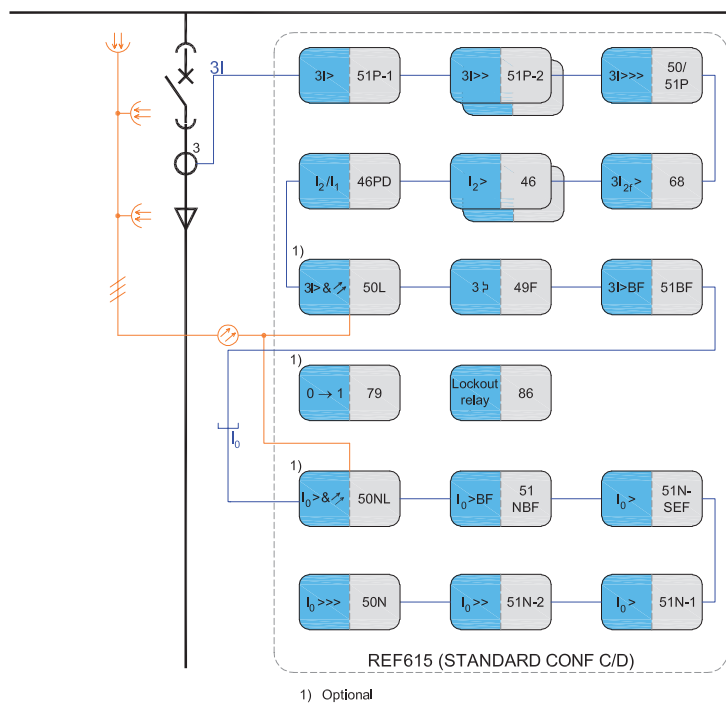 3I
3
3I> 51P-1
3I>> 51P-2
3I>>> 50/
51P
I₂/I₁ 46PD
I₂> 46
3I₂f> 68
1)
3I>& 50L
3 49F
3I>BF 51BF
1)
0 → 1 79
Lockout
relay 86
I₀
1)
I₀>& 50NL
I₀>BF 51
NBF
I₀> 51N-
SEF
I₀>>> 50N
I₀>> 51N-2
I₀> 51N-1
REF615 (STANDARD CONF C/D)
1) Optional